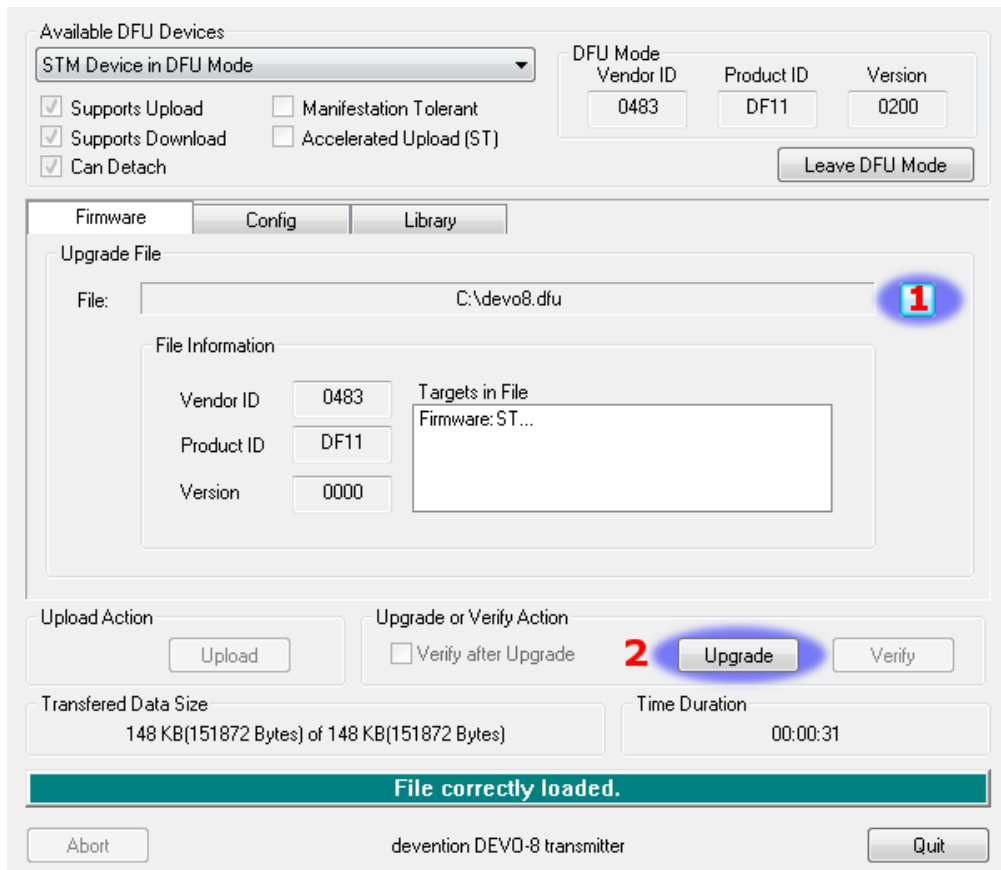 Available DFU Devices
STM Device in DFU Mode
Supports Upload
Manifestation Tolerant
Supports Download
Accelerated Upload (ST)
Can Detach
DFU Mode
Vendor ID Product ID Version
0483 DF11 0200
Leave DFU Mode
Firmware Config Library
Upgrade File
File: C:\devo8.dfu 1
File Information
Vendor ID 0483
Product ID DF11
Version 0000
Targets in File
Firmware: ST...
Upload Action
Upload
Upgrade or Verify Action
Verify after Upgrade 2 Upgrade Verify
Transfered Data Size
148 KB(151872 Bytes) of 148 KB(151872 Bytes)
Time Duration
00:00:31
File correctly loaded.
Abort devention DEVO-8 transmitter Quit